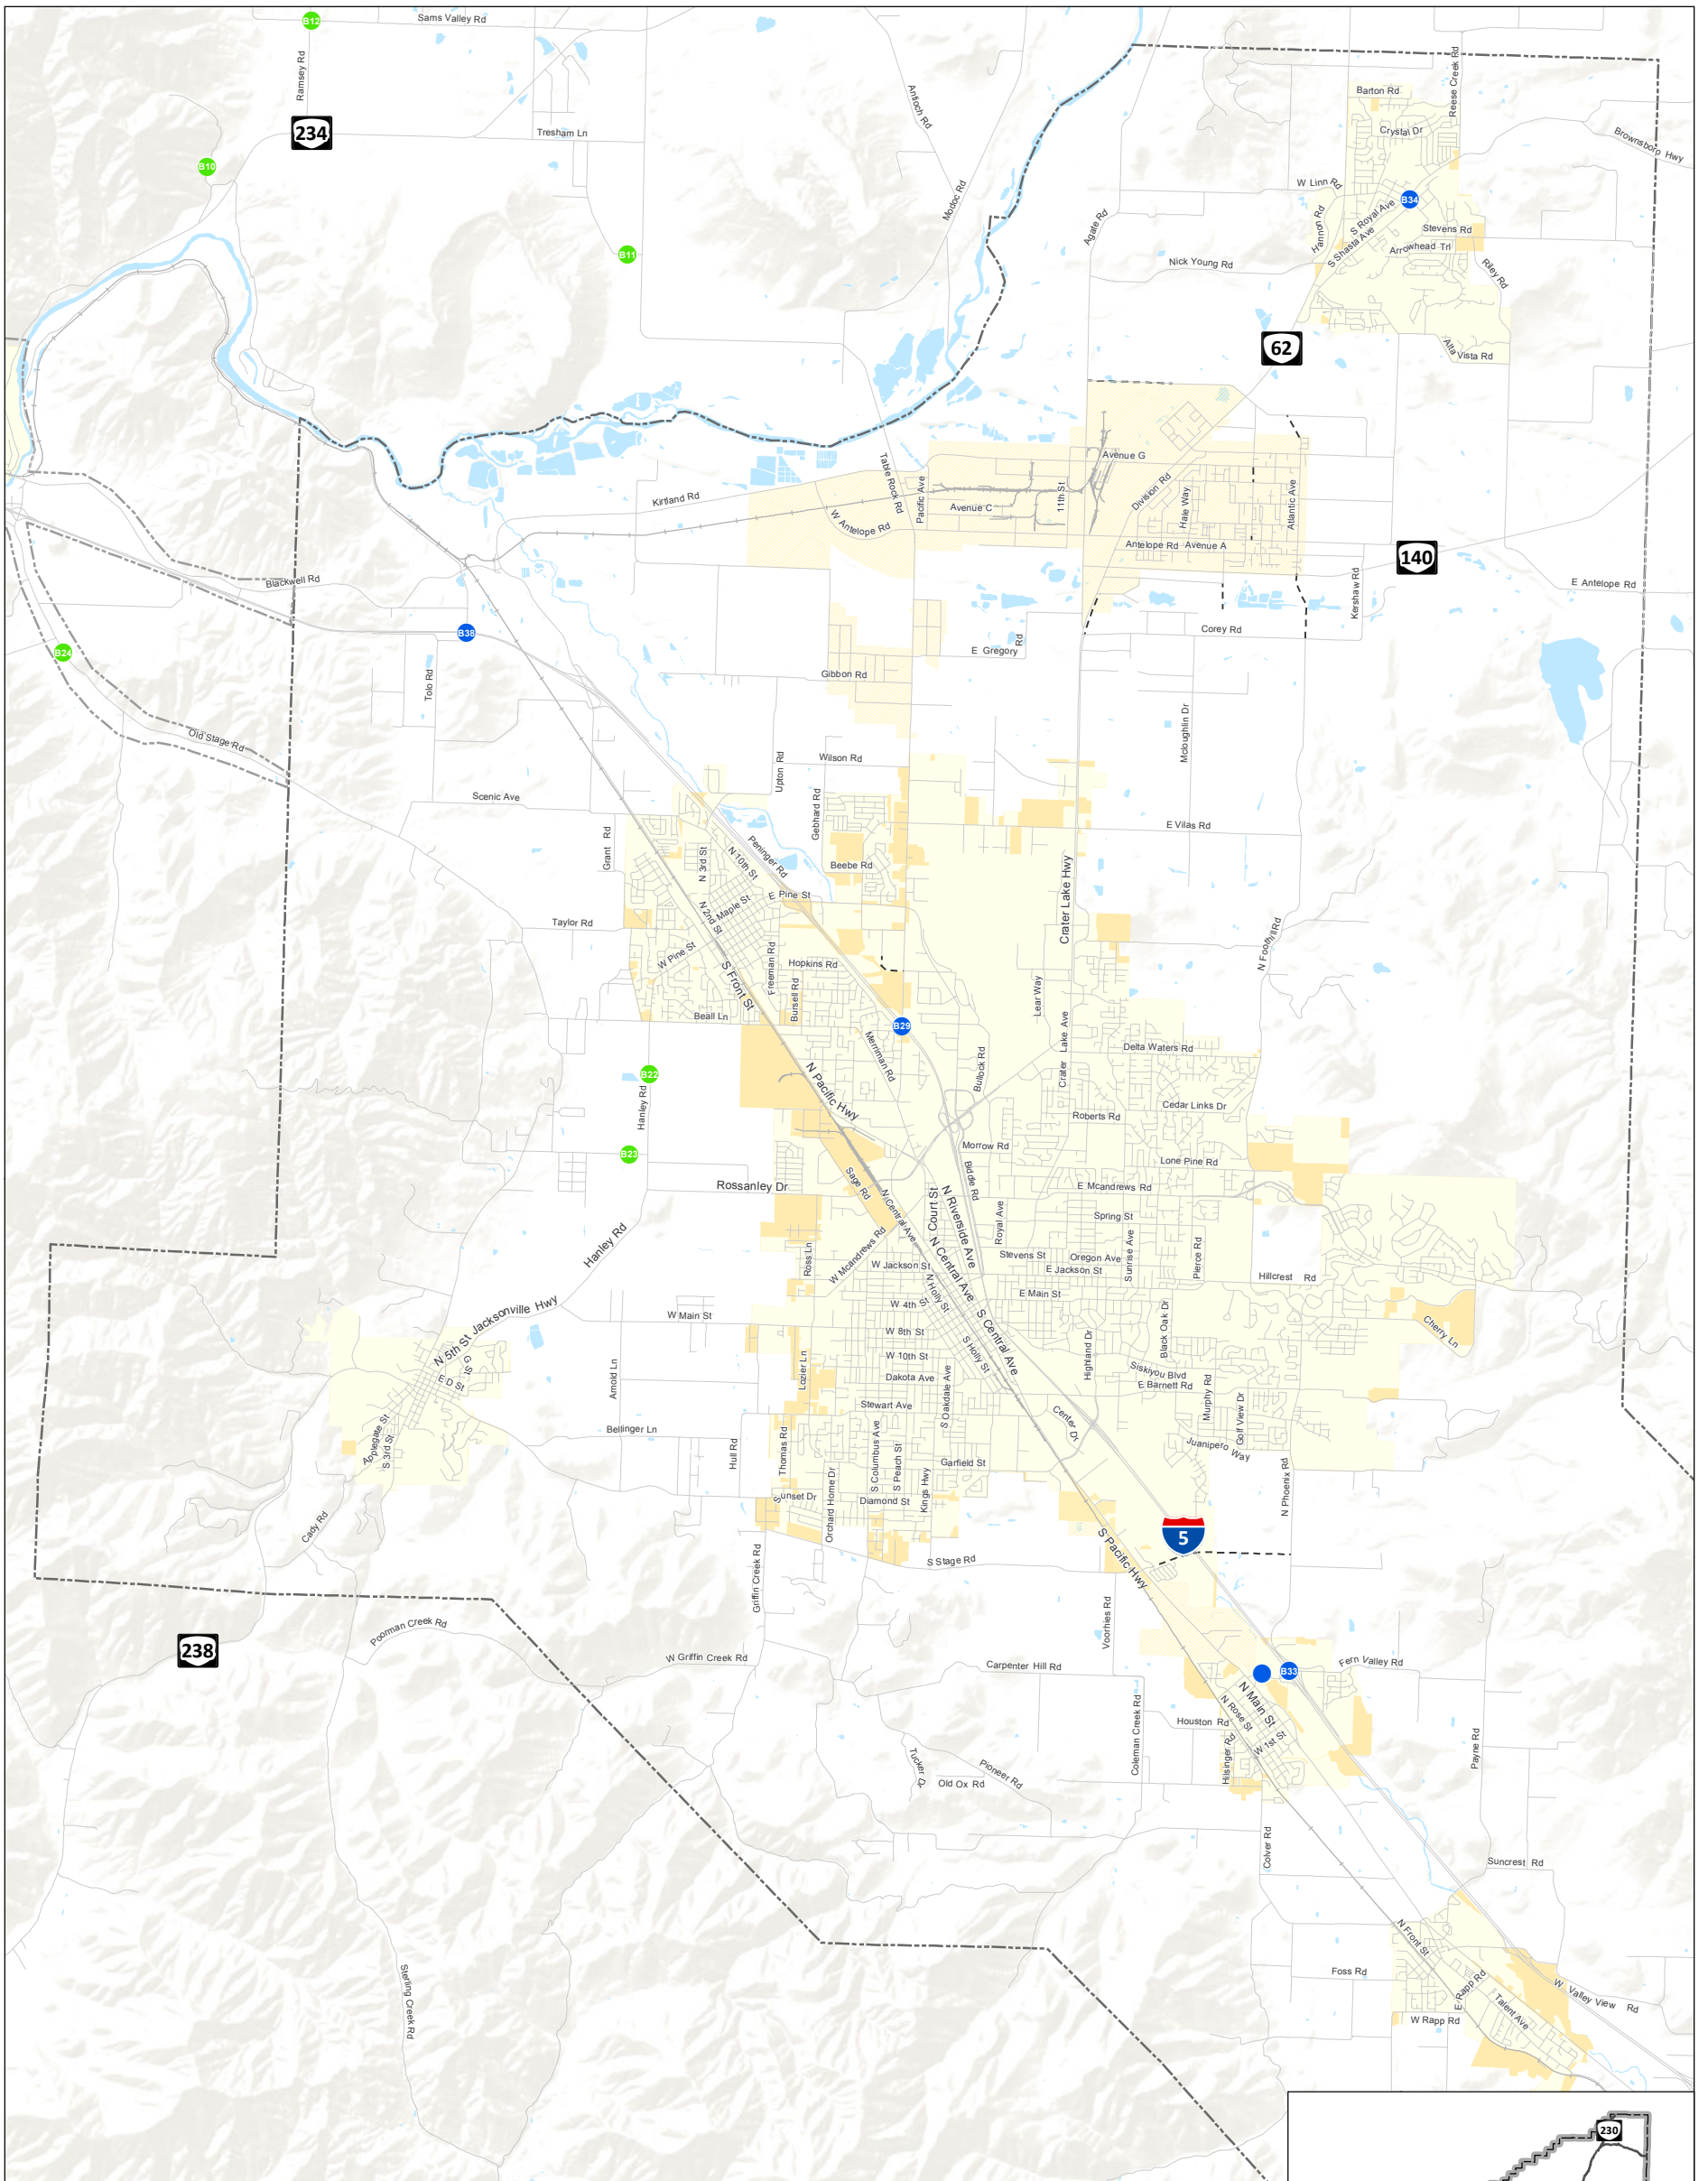 B12
Sams Valley Rd
Ramsey Rd
234
Tresham Ln
Antioch Rd
Modoc Rd
Agate Rd
B10
B11
Barton Rd
Reese Creek Rd
Crystal Dr
Brownsboro Hwy
W Linn Rd
B34
S Royal Ave
Hannon Rd
S Shasta Ave
Stevens Rd
Arrowhead Trl
Riley Rd
Nick Young Rd
62
Alta Vista Rd
Avenue G
Table Rock Rd
Pacific Ave
11th St
Division Rd
Hale Way
Atlantic Ave
Kirtland Rd
Avenue C
W Antelope Rd
Antelope Rd
Avenue A
140
Blackwell Rd
Kershaw Rd
E Antelope Rd
B38
Corey Rd
B24
E Gregory Rd
Tolo Rd
Gibbon Rd
Old Stage Rd
Mcloughlin Dr
Upton Rd
Wilson Rd
Scenic Ave
Gebhard Rd
E Vilas Rd
Grant Rd
Peninger Rd
N 3rd St
N 10th St
Beebe Rd
Crater Lake Hwy
E Pine St
Maple St
N 2nd St
Taylor Rd
N Foothill Rd
W Pine St
Freeman Rd
Hopkins Rd
S Front St
Bursell Rd
Lear Way
Beall Ln
B29
Merriman Rd
Crater Lake Ave
Delta Waters Rd
Bullock Rd
B22
N Pacific Hwy
Hanley Rd
Cedar Links Dr
Roberts Rd
B23
Morrow Rd
Lone Pine Rd
Sage Rd
Biddle Rd
Rossanley Dr
E Mcandrews Rd
N Central Ave
Court St
N Riverside Ave
Royal Ave
Spring St
Hanley Rd
Ross Ln
W Mcandrews Rd
Stevens St
Oregon Ave
Sunrise Ave
Pierce Rd
W Jackson St
N Central Ave
E Jackson St
Hillcrest Rd
N Holly St
E Main St
N 5th St
Jacksonville Hwy
W Main St
W 4th St
S Central Ave
Black Oak Dr
Cherry Ln
W 8th St
S Holly St
Highland Dr
G St
W 10th St
Siskiyou Blvd
E D St
Arnold Ln
Lozier Ln
Dakota Ave
E Barnett Rd
Murphy Rd
Golf View Dr
S Oakdale Ave
Stewart Ave
Center Dr
Applegate St
S 3rd St
Bellinger Ln
Hull Rd
Thomas Rd
S Columbus Ave
S Peach St
Garfield St
Juanipero Way
N Phoenix Rd
Orchard Home Dr
Kings Hwy
Sunset Dr
Diamond St
Cady Rd
5
S Pacific Hwy
S Stage Rd
Griffin Creek Rd
Voorhies Rd
Poorman Creek Rd
238
W Griffin Creek Rd
Carpenter Hill Rd
B33
Fern Valley Rd
N Main St
N Rose St
Coleman Creek Rd
Houston Rd
W 1st St
Hilsinger Rd
Payne Rd
Tucker Dr
Pioneer Rd
Old Ox Rd
Colver Rd
Suncrest Rd
N Front St
Sterling Creek Rd
Foss Rd
E Rapp Rd
W Valley View Rd
Talent Ave
W Rapp Rd
230